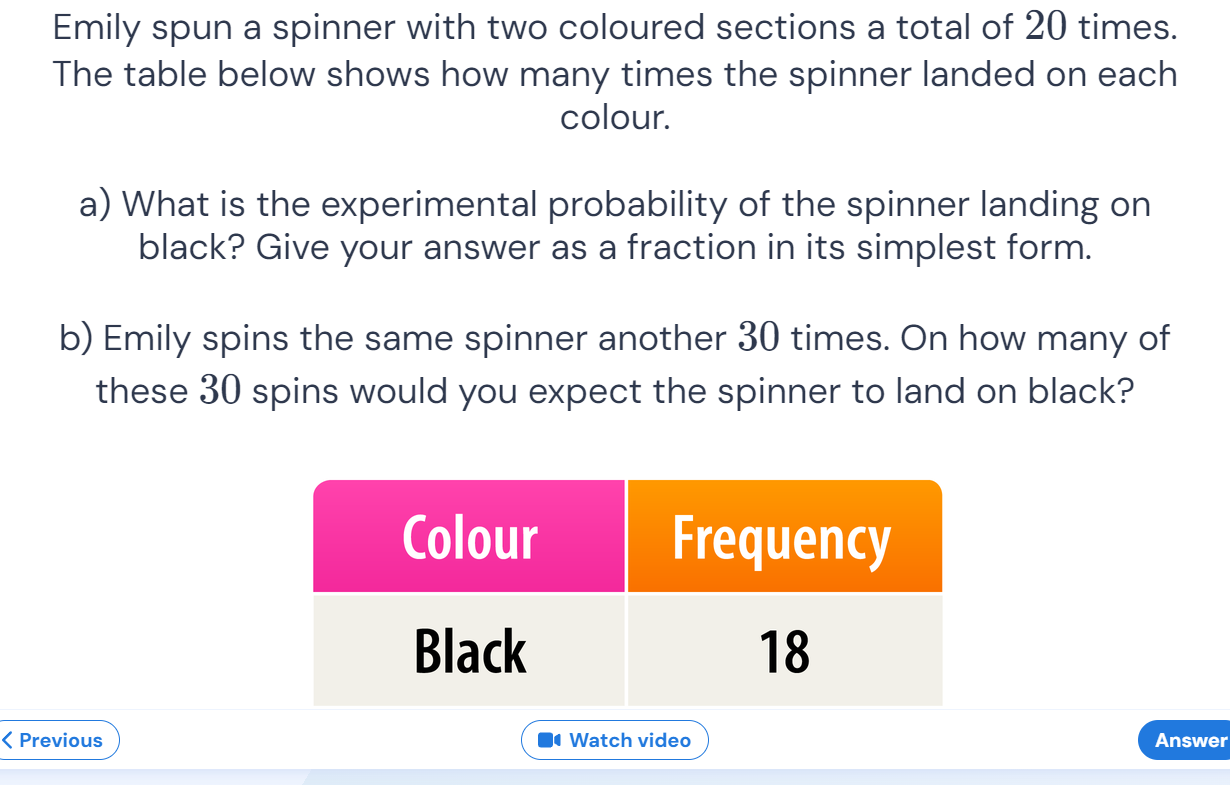 Emily spun a spinner with two coloured sections a total of 20 times.
The table below shows how many times the spinner landed on each
colour.
a) What is the experimental probability of the spinner landing on
black? Give your answer as a fraction in its simplest form.
b) Emily spins the same spinner another 30 times. On how many of
these 30 spins would you expect the spinner to land on black?
Colour Frequency
Black 18
Previous Watch video Answer